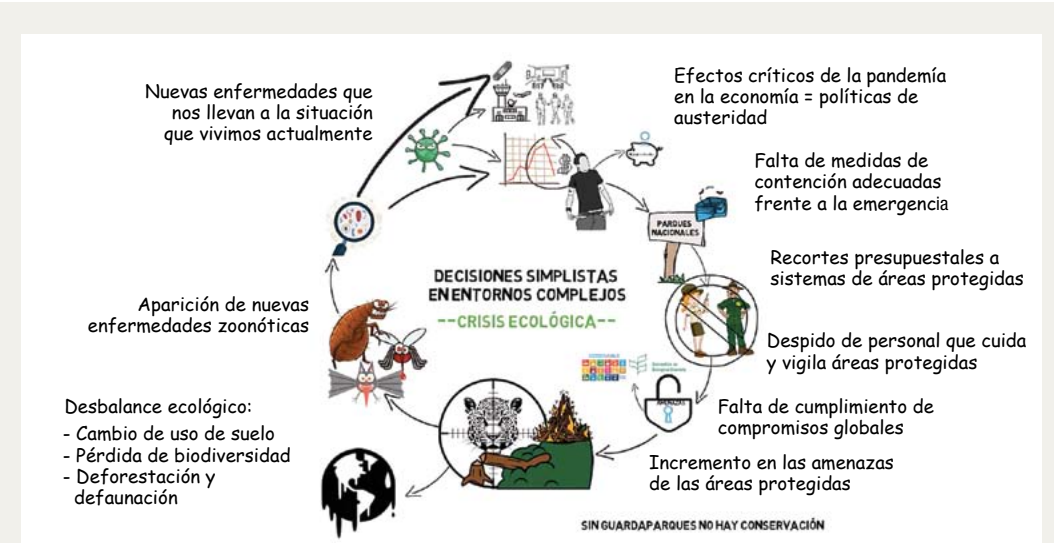 Nuevas enfermedades que
nos llevan a la situación
que vivimos actualmente
Efectos críticos de la pandemía
en la economía = políticas de
austeridad
Falta de medidas de
contención adecuadas
frente a la emergencia
PARQUES
NACIONALES
Recortes presupuestales a
sistemas de áreas protegidas
DECISIONES SIMPLISTAS
EN ENTORNOS COMPLEJOS
--CRISIS ECOLÓGICA--
Aparición de nuevas
enfermedades zoonóticas
Despido de personal que cuida
y vigila áreas protegidas
AMENAZAS
Falta de cumplimiento de
compromisos globales
Desbalance ecológico:
- Cambio de uso de suelo
- Pérdida de biodiversidad
- Deforestación y
defaunación
Incremento en las amenazas
de las áreas protegidas
SIN GUARDAPARQUES NO HAY CONSERVACIÓN